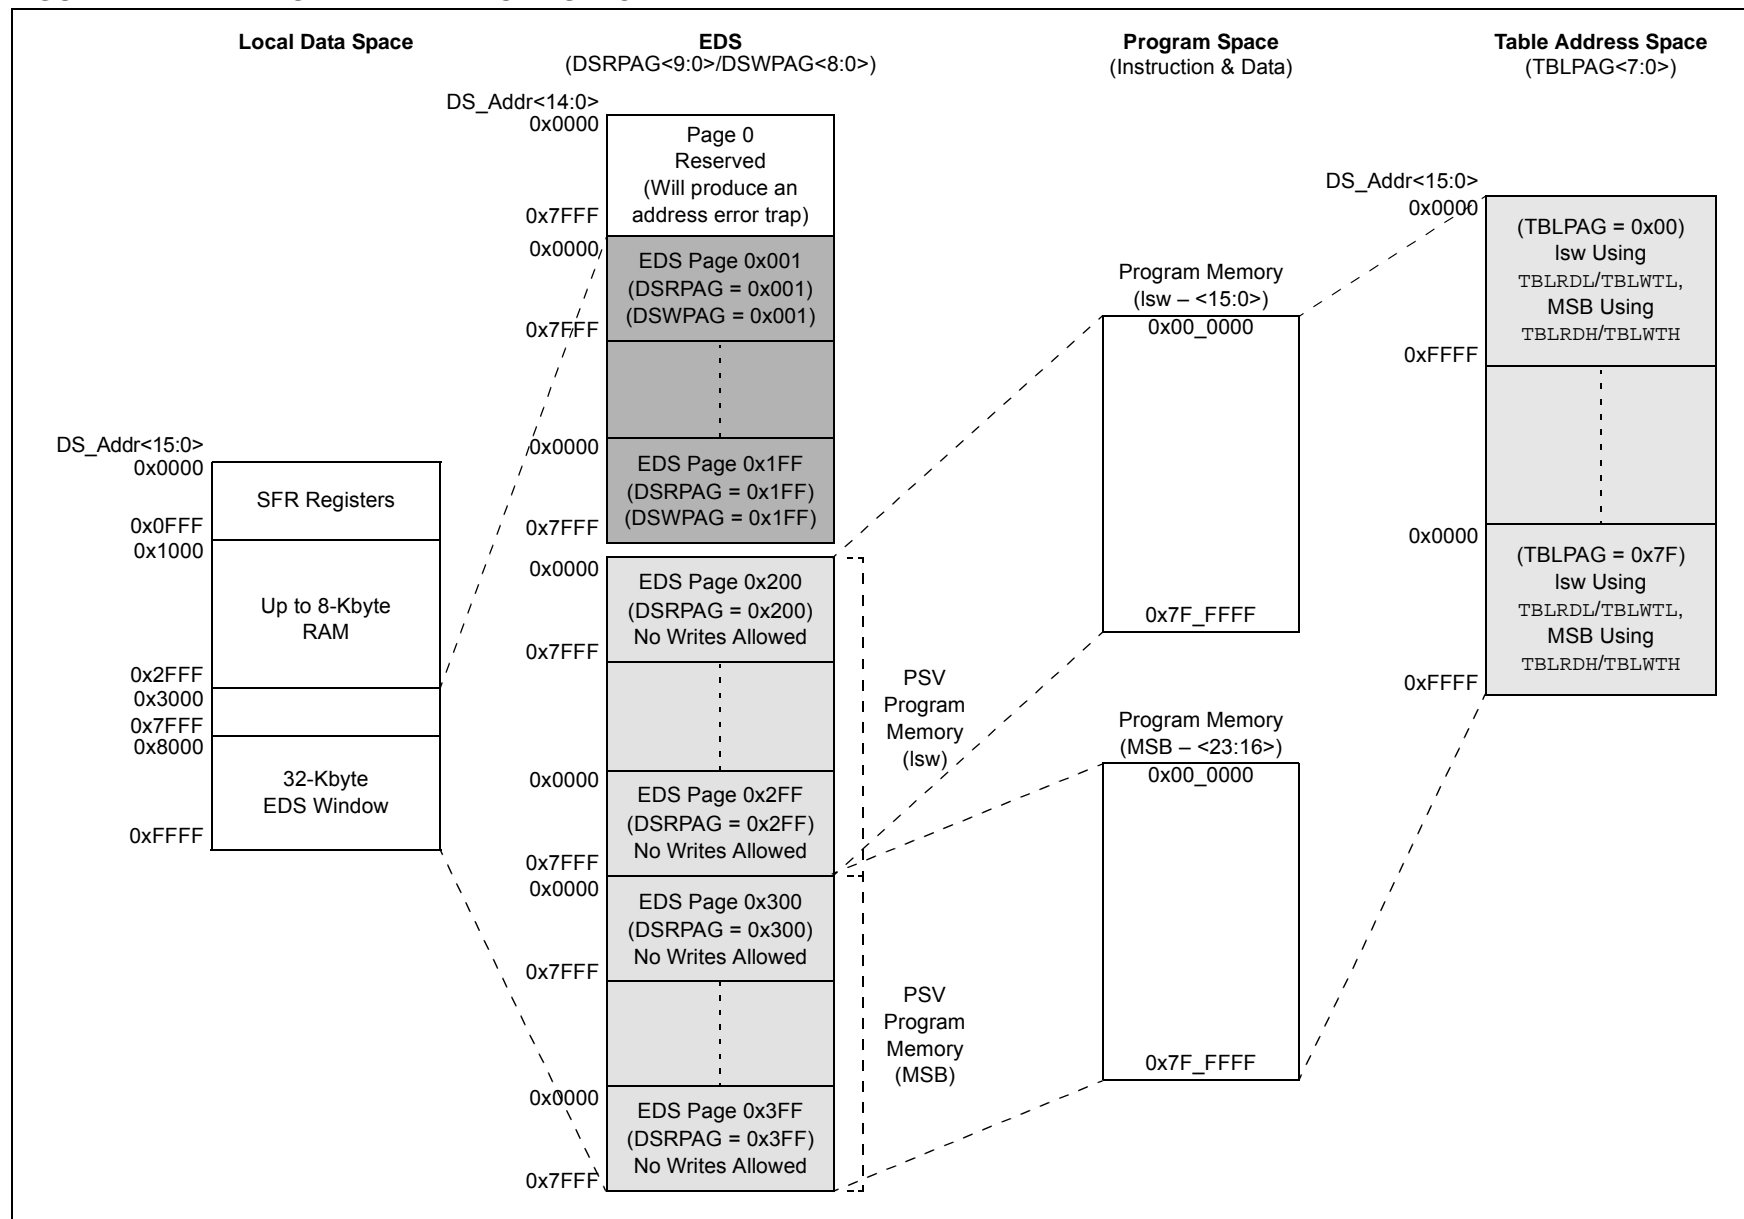 Local Data Space
DS_Addr<15:0>
0x0000
SFR Registers
0x0FFF
0x1000
Up to 8-Kbyte
RAM
0x2FFF
0x3000
0x7FFF
0x8000
32-Kbyte
EDS Window
0xFFFF
EDS
(DSRPAG<9:0>/DSWPAG<8:0>)
DS_Addr<14:0>
0x0000
Page 0
Reserved
(Will produce an
address error trap)
0x7FFF
0x0000
EDS Page 0x001
(DSRPAG = 0x001)
(DSWPAG = 0x001)
0x7FFF
0x0000
EDS Page 0x1FF
(DSRPAG = 0x1FF)
(DSWPAG = 0x1FF)
0x7FFF
0x0000
EDS Page 0x200
(DSRPAG = 0x200)
No Writes Allowed
0x7FFF
0x0000
EDS Page 0x2FF
(DSRPAG = 0x2FF)
No Writes Allowed
0x7FFF
0x0000
EDS Page 0x300
(DSRPAG = 0x300)
No Writes Allowed
0x7FFF
0x0000
EDS Page 0x3FF
(DSRPAG = 0x3FF)
No Writes Allowed
0x7FFF
PSV
Program
Memory
(lsw)
PSV
Program
Memory
(MSB)
Program Space
(Instruction & Data)
Program Memory
(lsw – <15:0>)
0x00_0000
0x7F_FFFF
Program Memory
(MSB – <23:16>)
0x00_0000
0x7F_FFFF
Table Address Space
(TBLPAG<7:0>)
DS_Addr<15:0>
0x0000
(TBLPAG = 0x00)
lsw Using
TBLRDL/TBLWTL,
MSB Using
TBLRDH/TBLWTH
0xFFFF
0x0000
(TBLPAG = 0x7F)
lsw Using
TBLRDL/TBLWTL,
MSB Using
TBLRDH/TBLWTH
0xFFFF